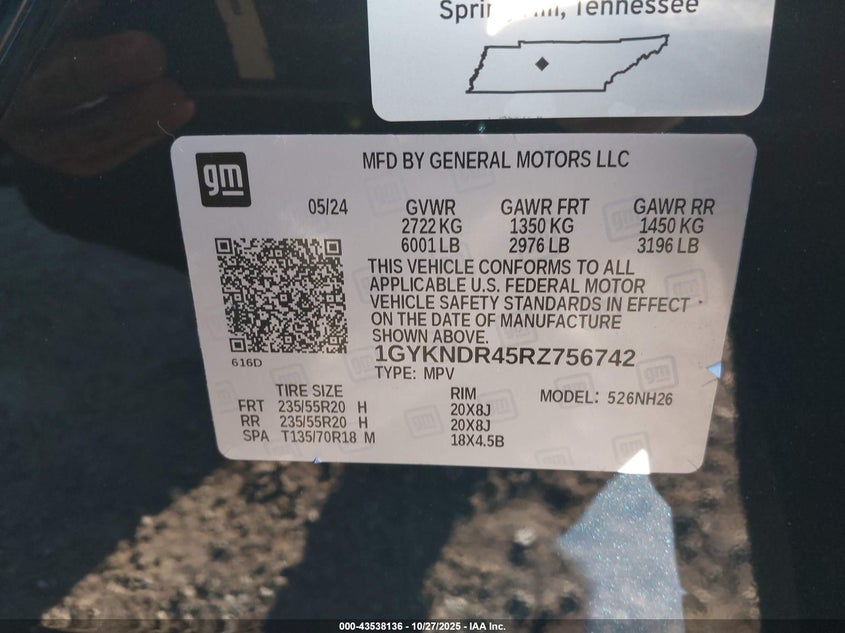 Tennessee
gm
MFD BY GENERAL MOTORS LLC
05/24 GVWR GAWR FRT GAWR RR
2722 KG 1350 KG 1450 KG
6001 LB 2976 LB 3196 LB
THIS VEHICLE CONFORMS TO ALL
APPLICABLE U.S. FEDERAL MOTOR
VEHICLE SAFETY STANDARDS IN EFFECT
ON THE DATE OF MANUFACTURE
SHOWN ABOVE.
1GYKNDR45RZ756742
616D
TYPE: MPV
TIRE SIZE RIM MODEL: 526NH26
FRT 235/55R20 H 20X8J
RR 235/55R20 H 20X8J
SPA T135/70R18 M 18X4.5B
000-43538136 - 10/27/2025 - IAA Inc.